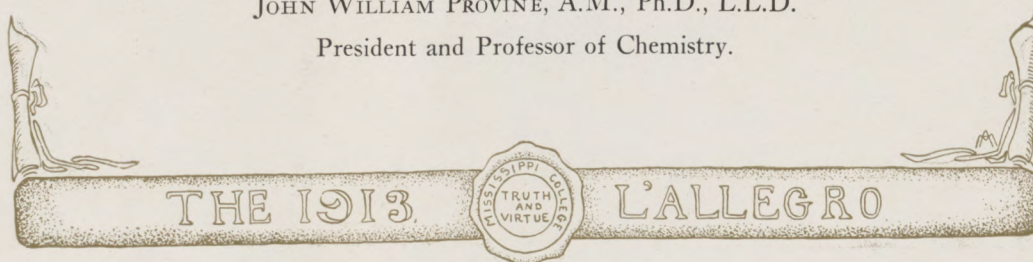 JOHN WILLIAM PROVINE, A.M., Ph.D., L.L.D.
President and Professor of Chemistry.
THE 1913 L'ALLEGRO
MISSISSIPPI COLLEGE
TRUTH
AND
VIRTUE